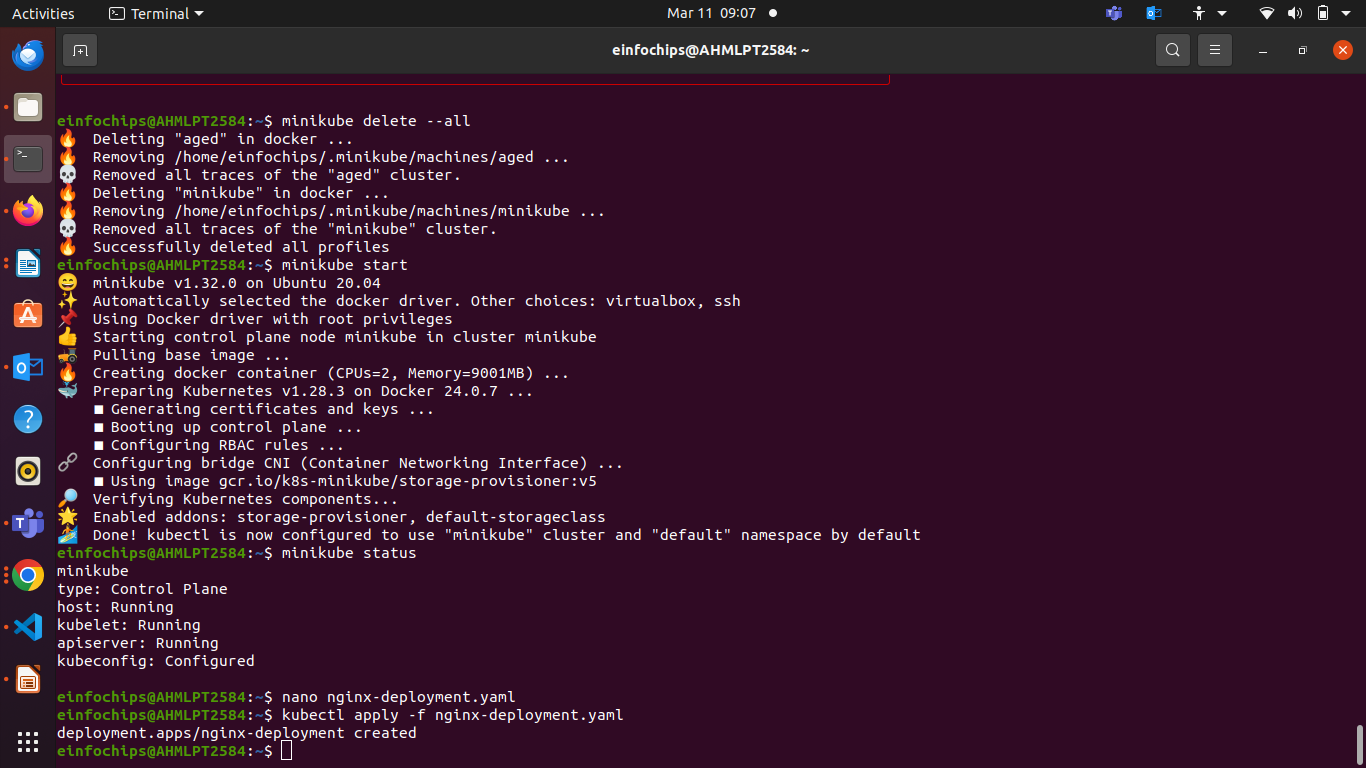 Activities
Terminal
Mar 11 09:07
einfochips@AHMLPT2584: ~
einfochips@AHMLPT2584:~$ minikube delete --all
Deleting "aged" in docker ...
Removing /home/einfochips/.minikube/machines/aged ...
Removed all traces of the "aged" cluster.
Deleting "minikube" in docker ...
Removing /home/einfochips/.minikube/machines/minikube ...
Removed all traces of the "minikube" cluster.
Successfully deleted all profiles
einfochips@AHMLPT2584:~$ minikube start
minikube v1.32.0 on Ubuntu 20.04
Automatically selected the docker driver. Other choices: virtualbox, ssh
Using Docker driver with root privileges
Starting control plane node minikube in cluster minikube
Pulling base image ...
Creating docker container (CPUs=2, Memory=9001MB) ...
Preparing Kubernetes v1.28.3 on Docker 24.0.7 ...
■ Generating certificates and keys ...
■ Booting up control plane ...
■ Configuring RBAC rules ...
Configuring bridge CNI (Container Networking Interface) ...
■ Using image gcr.io/k8s-minikube/storage-provisioner:v5
Verifying Kubernetes components...
Enabled addons: storage-provisioner, default-storageclass
Done! kubectl is now configured to use "minikube" cluster and "default" namespace by default
einfochips@AHMLPT2584:~$ minikube status
minikube
type: Control Plane
host: Running
kubelet: Running
apiserver: Running
kubeconfig: Configured
einfochips@AHMLPT2584:~$ nano nginx-deployment.yaml
einfochips@AHMLPT2584:~$ kubectl apply -f nginx-deployment.yaml
deployment.apps/nginx-deployment created
einfochips@AHMLPT2584:~$